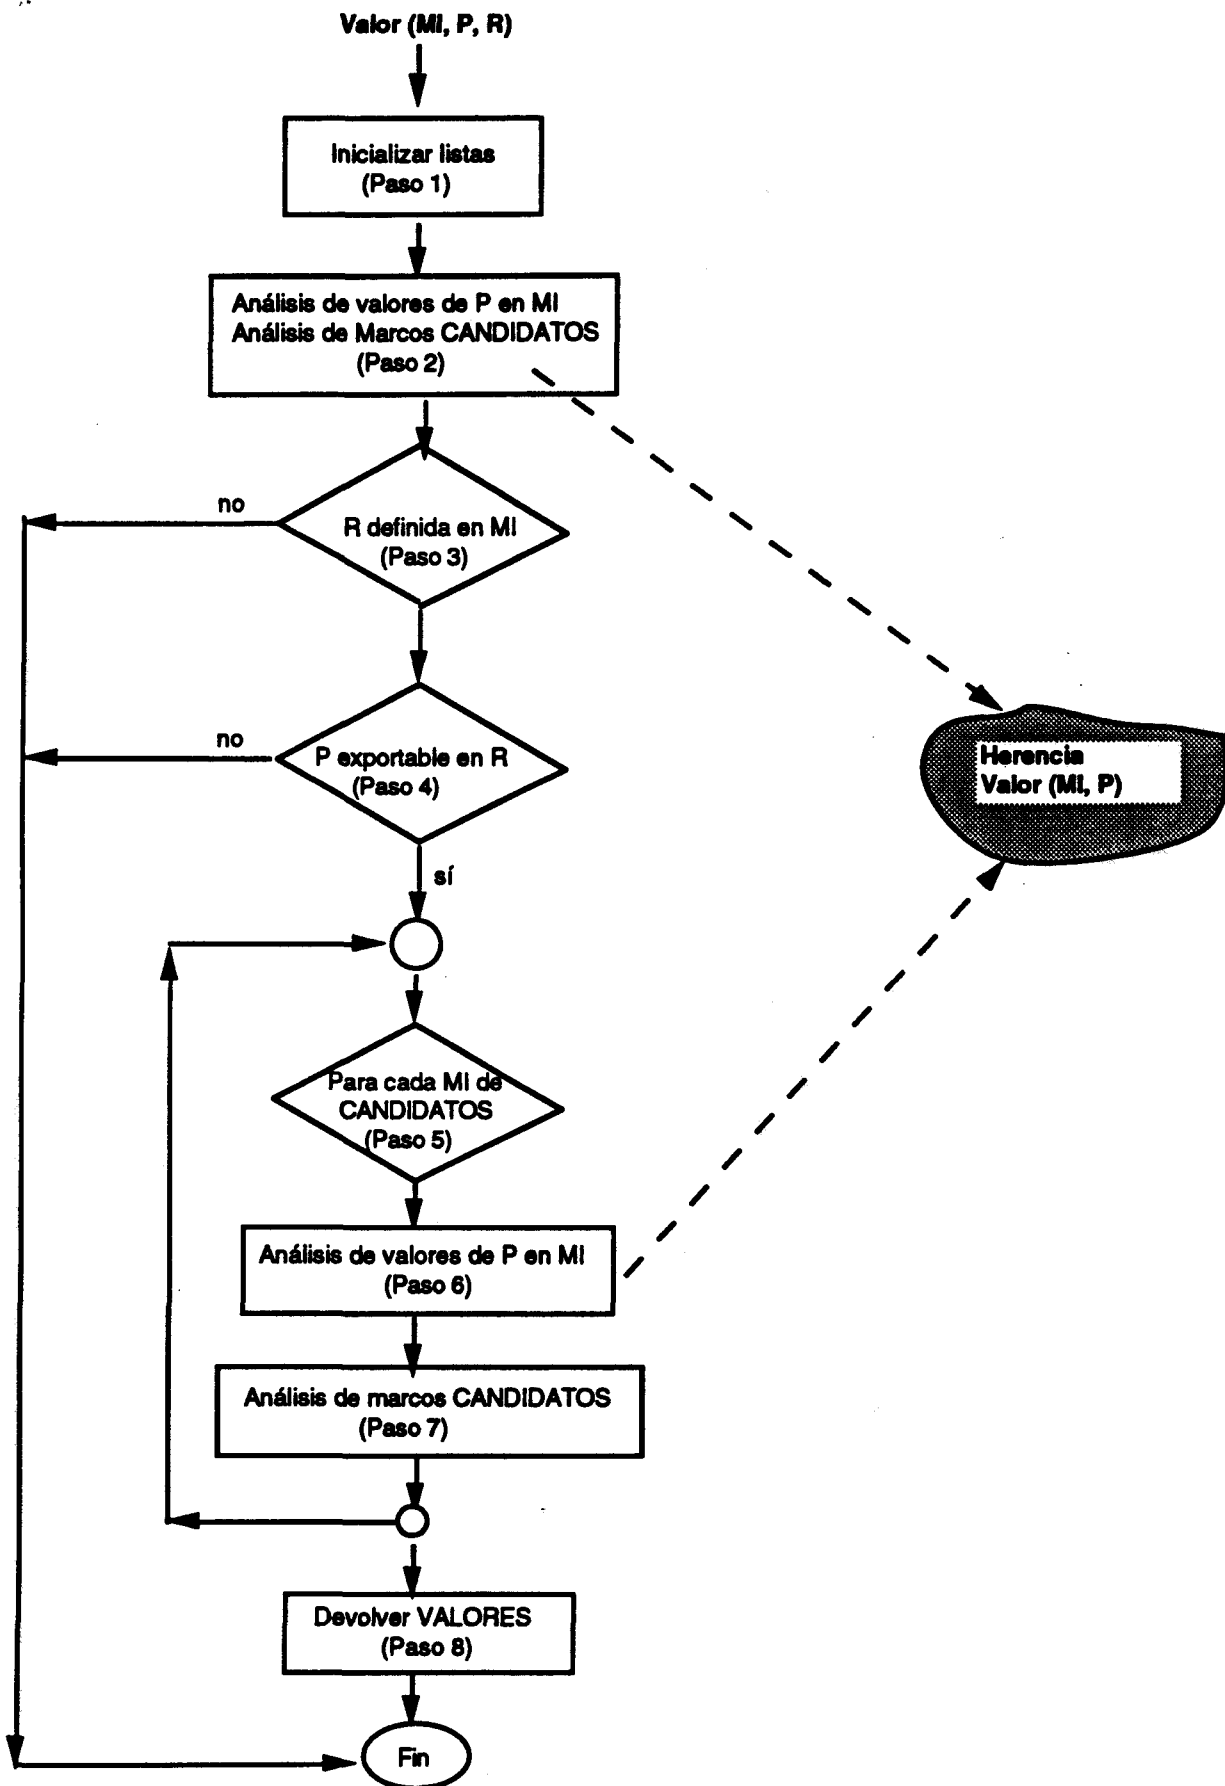 Valor (MI, P, R)
Inicializar listas
(Paso 1)
Análisis de valores de P en MI
Análisis de Marcos CANDIDATOS
(Paso 2)
no
R definida en MI
(Paso 3)
no
P exportable en R
(Paso 4)
Herencia
Valor (MI, P)
sí
Para cada MI de
CANDIDATOS
(Paso 5)
Análisis de valores de P en MI
(Paso 6)
Análisis de marcos CANDIDATOS
(Paso 7)
Devolver VALORES
(Paso 8)
Fin